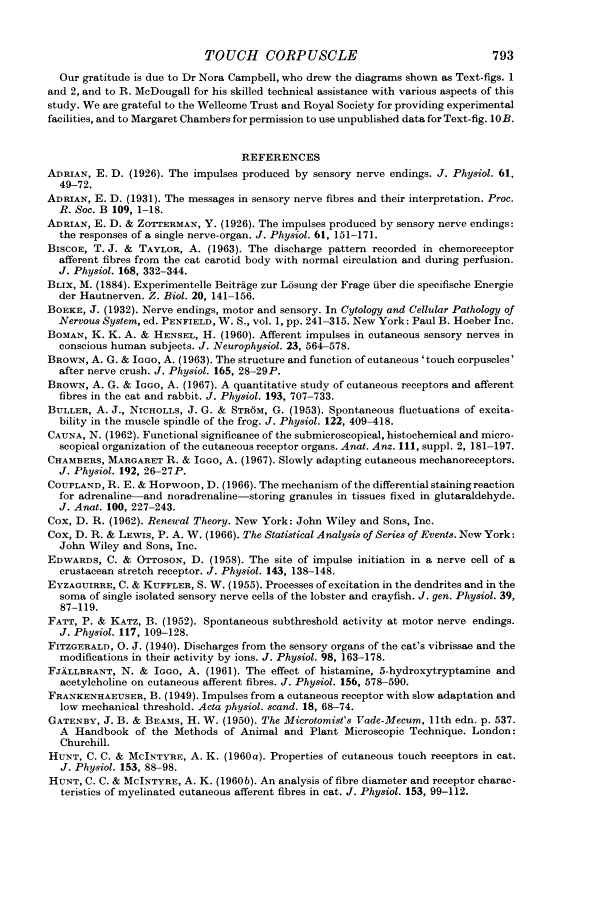 TOUCH CORPUSCLE 793
Our gratitude is due to Dr Nora Campbell, who drew the diagrams shown as Text-figs. 1
and 2, and to R. McDougall for his skilled technical assistance with various aspects of this
study. We are grateful to the Wellcome Trust and Royal Society for providing experimental
facilities, and to Margaret Chambers for permission to use unpublished data for Text-fig. 10B.
REFERENCES
ADRIAN, E. D. (1926). The impulses produced by sensory nerve endings. J. Physiol. 61,
49–72.
ADRIAN, E. D. (1931). The messages in sensory nerve fibres and their interpretation. Proc.
R. Soc. B 109, 1–18.
ADRIAN, E. D. & ZOTTERMAN, Y. (1926). The impulses produced by sensory nerve endings:
the responses of a single nerve-organ. J. Physiol. 61, 151–171.
BISCOE, T. J. & TAYLOR, A. (1963). The discharge pattern recorded in chemoreceptor
afferent fibres from the cat carotid body with normal circulation and during perfusion.
J. Physiol. 168, 332–344.
BLIX, M. (1884). Experimentelle Beiträge zur Lösung der Frage über die specifische Energie
der Hautnerven. Z. Biol. 20, 141–156.
BOEKE, J. (1932). Nerve endings, motor and sensory. In Cytology and Cellular Pathology of
Nervous System, ed. PENFIELD, W. S., vol. 1, pp. 241–315. New York: Paul B. Hoeber Inc.
BOMAN, K. K. A. & HENSEL, H. (1960). Afferent impulses in cutaneous sensory nerves in
conscious human subjects. J. Neurophysiol. 23, 564–578.
BROWN, A. G. & IGGO, A. (1963). The structure and function of cutaneous ‘touch corpuscles’
after nerve crush. J. Physiol. 165, 28–29P.
BROWN, A. G. & IGGO, A. (1967). A quantitative study of cutaneous receptors and afferent
fibres in the cat and rabbit. J. Physiol. 193, 707–733.
BULLER, A. J., NICHOLLS, J. G. & STRÖM, G. (1953). Spontaneous fluctuations of excita-
bility in the muscle spindle of the frog. J. Physiol. 122, 409–418.
CAUNA, N. (1962). Functional significance of the submicroscopical, histochemical and micro-
scopical organization of the cutaneous receptor organs. Anat. Anz. 111, suppl. 2, 181–197.
CHAMBERS, MARGARET R. & IGGO, A. (1967). Slowly adapting cutaneous mechanoreceptors.
J. Physiol. 192, 26–27P.
COUPLAND, R. E. & HOPWOOD, D. (1966). The mechanism of the differential staining reaction
for adrenaline—and noradrenaline—storing granules in tissues fixed in glutaraldehyde.
J. Anat. 100, 227–243.
COX, D. R. (1962). Renewal Theory. New York: John Wiley and Sons, Inc.
COX, D. R. & LEWIS, P. A. W. (1966). The Statistical Analysis of Series of Events. New York:
John Wiley and Sons, Inc.
EDWARDS, C. & OTTOSON, D. (1958). The site of impulse initiation in a nerve cell of a
crustacean stretch receptor. J. Physiol. 143, 138–148.
EYZAGUIRRE, C. & KUFFLER, S. W. (1955). Processes of excitation in the dendrites and in the
soma of single isolated sensory nerve cells of the lobster and crayfish. J. gen. Physiol. 39,
87–119.
FATT, P. & KATZ, B. (1952). Spontaneous subthreshold activity at motor nerve endings.
J. Physiol. 117, 109–128.
FITZGERALD, O. J. (1940). Discharges from the sensory organs of the cat's vibrissae and the
modifications in their activity by ions. J. Physiol. 98, 163–178.
FJÄLLBRANT, N. & IGGO, A. (1961). The effect of histamine, 5-hydroxytryptamine and
acetylcholine on cutaneous afferent fibres. J. Physiol. 156, 578–590.
FRANKENHAEUSER, B. (1949). Impulses from a cutaneous receptor with slow adaptation and
low mechanical threshold. Acta physiol. scand. 18, 68–74.
GATENBY, J. B. & BEAMS, H. W. (1950). The Microtomist's Vade-Mecum, 11th edn. p. 537.
A Handbook of the Methods of Animal and Plant Microscopic Technique. London:
Churchill.
HUNT, C. C. & MCINTYRE, A. K. (1960a). Properties of cutaneous touch receptors in cat.
J. Physiol. 153, 88–98.
HUNT, C. C. & MCINTYRE, A. K. (1960b). An analysis of fibre diameter and receptor charac-
teristics of myelinated cutaneous afferent fibres in cat. J. Physiol. 153, 99–112.